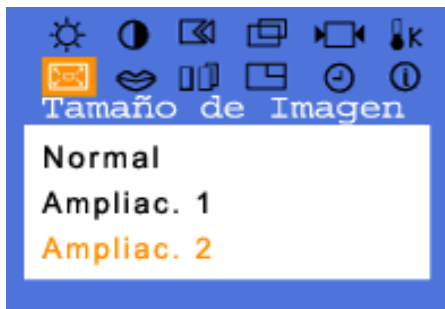 K
Tamaño de Imagen
Normal
Ampliac. 1
Ampliac. 2